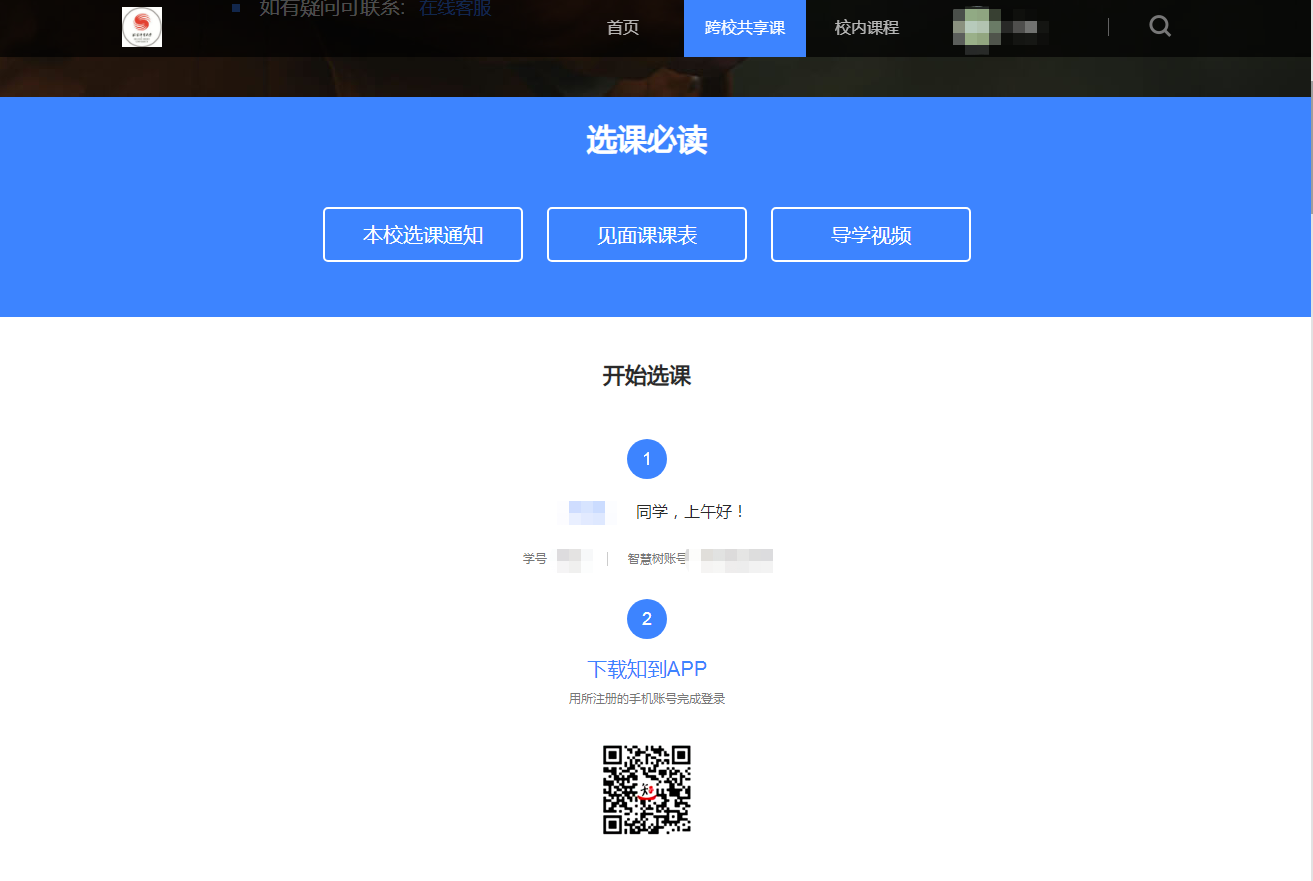 如有疑问可联系: 在线客服
首页 跨校共享课 校内课程
选课必读
本校选课通知 见面课课表 导学视频
开始选课
1
同学，上午好！
学号 智慧树账号
2
下载知到APP
用所注册的手机账号完成登录
知